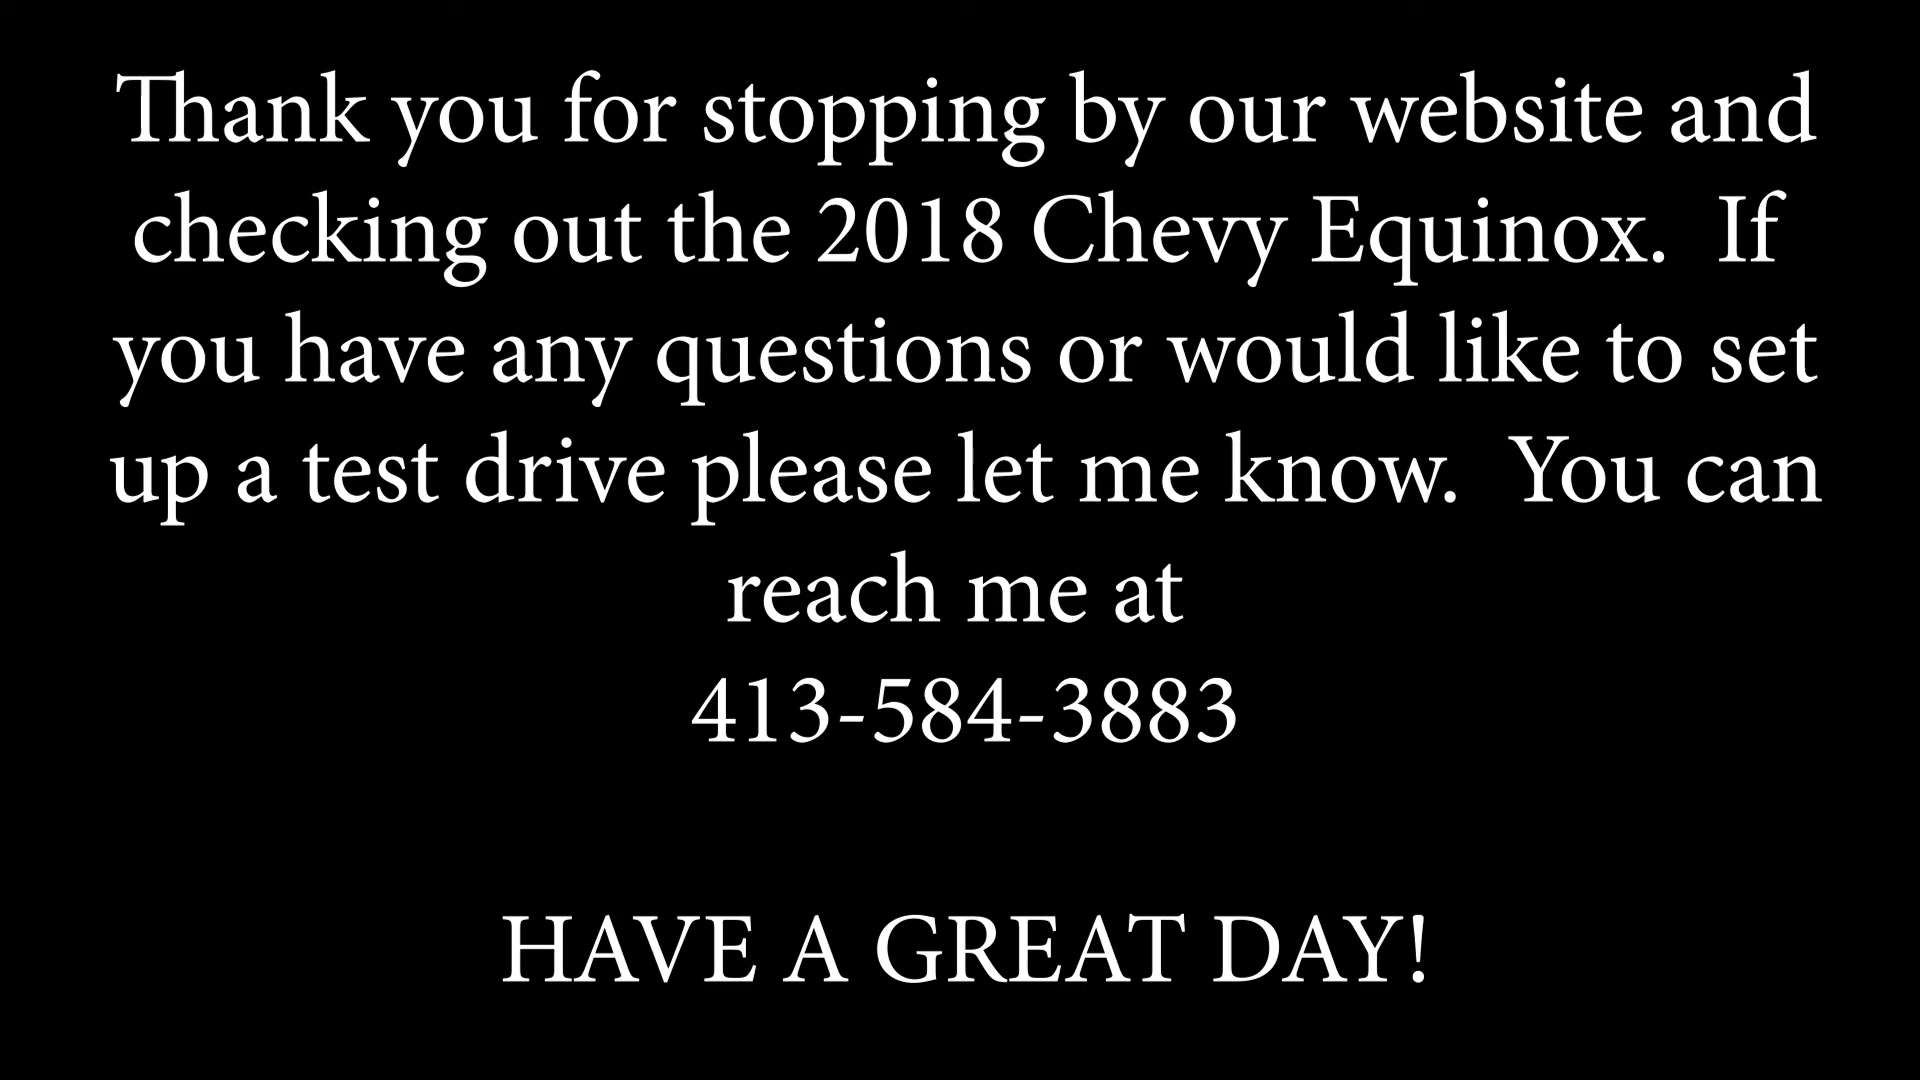 Thank you for stopping by our website and
checking out the 2018 Chevy Equinox.  If
you have any questions or would like to set
up a test drive please let me know.  You can
reach me at
413-584-3883
HAVE A GREAT DAY!